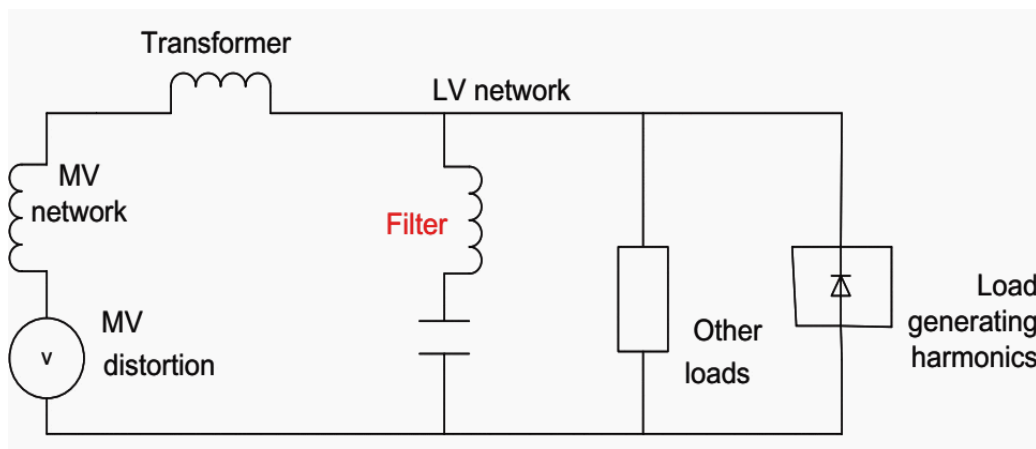 Transformer
LV network
MV
network
Filter
MV
distortion
v
Other
loads
Load
generating
harmonics